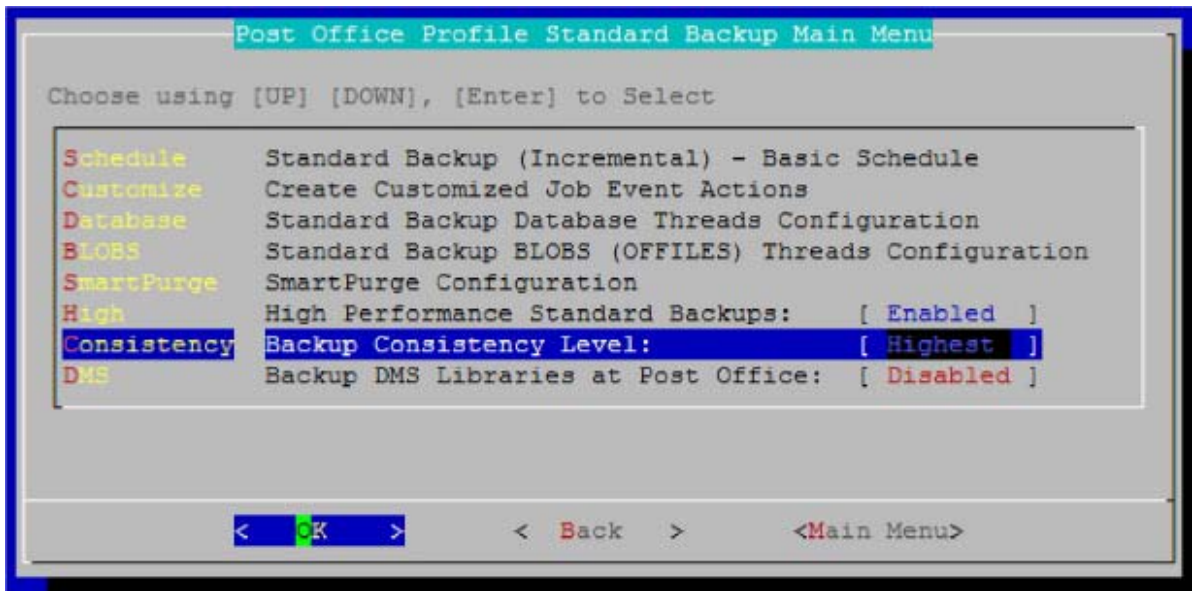 Post Office Profile Standard Backup Main Menu
Choose using [UP] [DOWN], [Enter] to Select
Schedule Standard Backup (Incremental) - Basic Schedule
Customize Create Customized Job Event Actions
Database Standard Backup Database Threads Configuration
BLOBS Standard Backup BLOBS (OFFILES) Threads Configuration
SmartPurge SmartPurge Configuration
High High Performance Standard Backups: [ Enabled ]
Consistency Backup Consistency Level: [ Highest ]
DMS Backup DMS Libraries at Post Office: [ Disabled ]
< OK > < Back > <Main Menu>